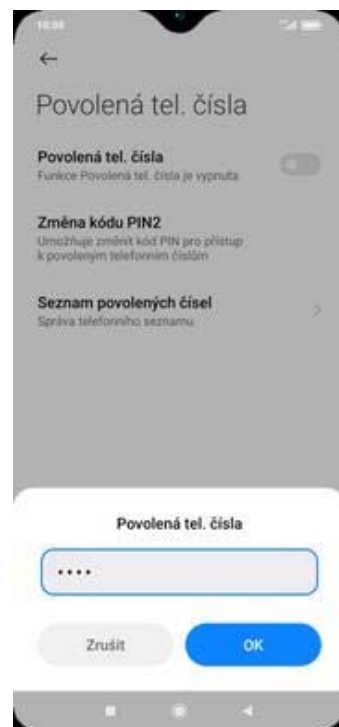 Povolená tel. čísla
Povolená tel. čísla
Funkce Povolená tel. čísla je vypnuta
Změna kódu PIN2
Umožňuje změnit kód PIN pro přístup
k povoleným telefonním číslům
Seznam povolených čísel
Správa telefonního seznamu
Povolená tel. čísla
••••
Zrušit
OK